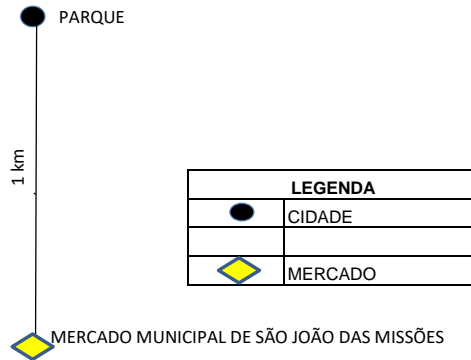 PARQUE
1 km
LEGENDA
CIDADE
MERCADO
MERCADO MUNICIPAL DE SÃO JOÃO DAS MISSÕES